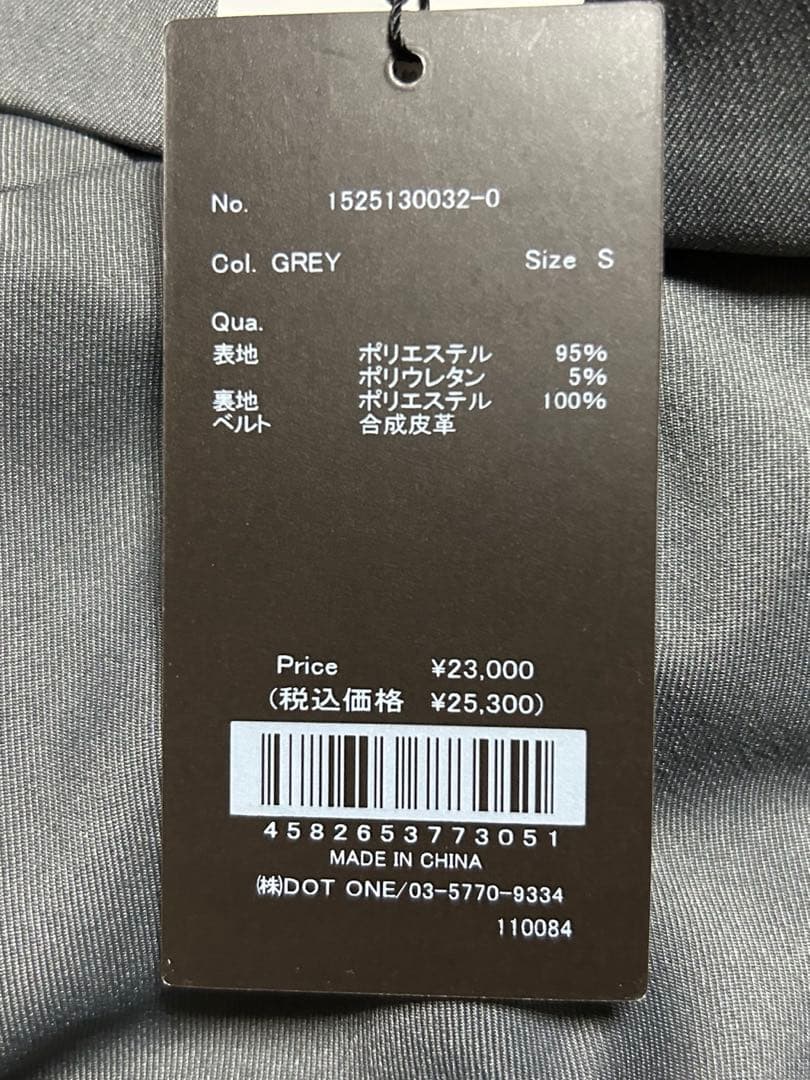 No. 1525130032-0
Col. GREY Size S
Qua.
表地 ポリエステル 95%
ポリウレタン 5%
裏地 ポリエステル 100%
ベルト 合成皮革
Price ¥23,000
(税込価格 ¥25,300)
4582653773051
MADE IN CHINA
㈱DOT ONE/03-5770-9334
110084